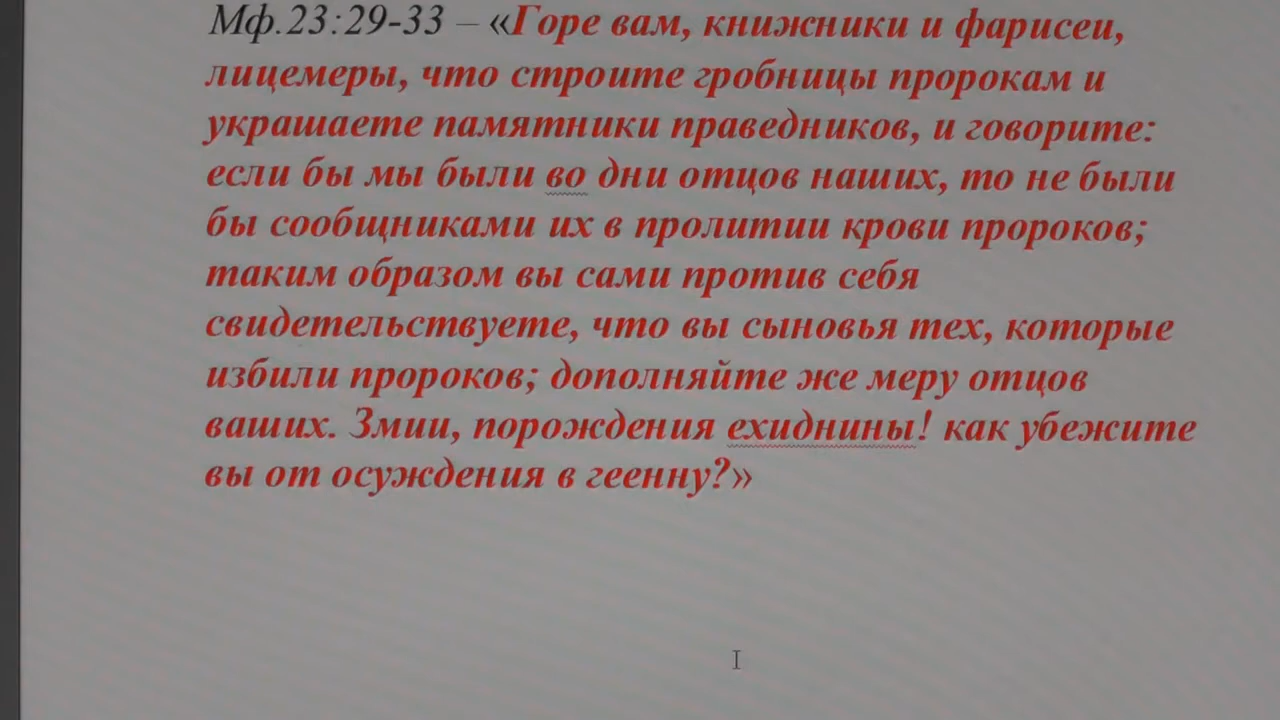 Мф.23:29-33 – «Горе вам, книжники и фарисеи,
лицемеры, что строите гробницы пророкам и
украшаете памятники праведников, и говорите:
если бы мы были во дни отцов наших, то не были
бы сообщниками их в пролитии крови пророков;
таким образом вы сами против себя
свидетельствуете, что вы сыновья тех, которые
избили пророков; дополняйте же меру отцов
ваших. Змии, порождения ехиднины! как убежите
вы от осуждения в геенну?»